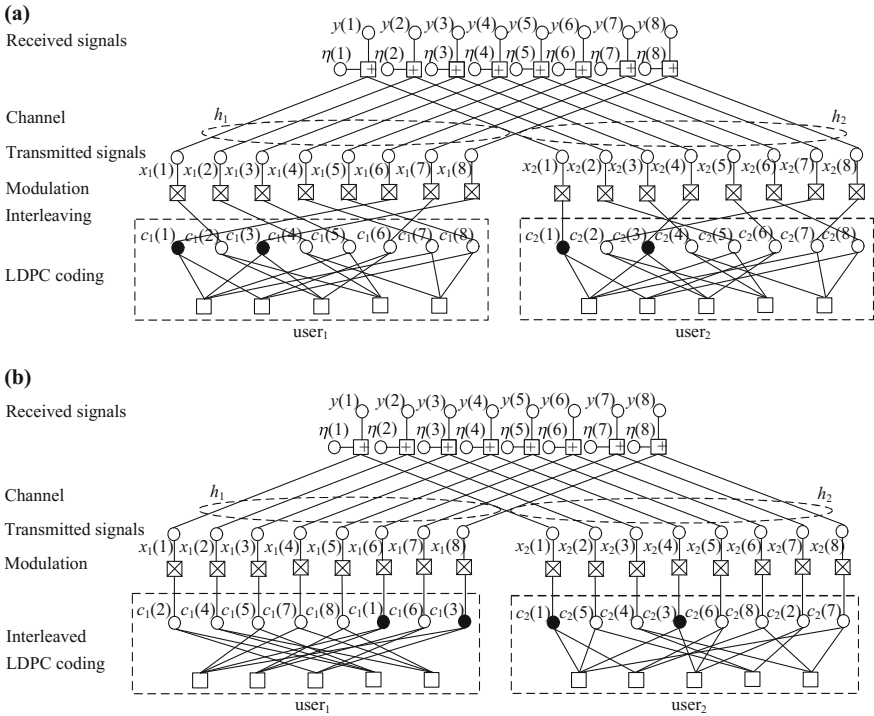 (a)
y(1) y(2) y(3) y(4) y(5) y(6) y(7) y(8)
Received signals
η(1) η(2) η(3) η(4) η(5) η(6) η(7) η(8)
+ + + + + + + +
Channel
h1 h2
Transmitted signals
x1(1) x1(2) x1(3) x1(4) x1(5) x1(6) x1(7) x1(8) x2(1) x2(2) x2(3) x2(4) x2(5) x2(6) x2(7) x2(8)
Modulation
Interleaving
c1(1) c1(2) c1(3) c1(4) c1(5) c1(6) c1(7) c1(8) c2(1) c2(2) c2(3) c2(4) c2(5) c2(6) c2(7) c2(8)
LDPC coding
user1 user2
(b)
y(1) y(2) y(3) y(4) y(5) y(6) y(7) y(8)
Received signals
η(1) η(2) η(3) η(4) η(5) η(6) η(7) η(8)
+ + + + + + + +
Channel
h1 h2
Transmitted signals
x1(1) x1(2) x1(3) x1(4) x1(5) x1(6) x1(7) x1(8) x2(1) x2(2) x2(3) x2(4) x2(5) x2(6) x2(7) x2(8)
Modulation
c1(2) c1(4) c1(5) c1(7) c1(8) c1(1) c1(6) c1(3) c2(1) c2(5) c2(4) c2(3) c2(6) c2(8) c2(2) c2(7)
Interleaved
LDPC coding
user1 user2